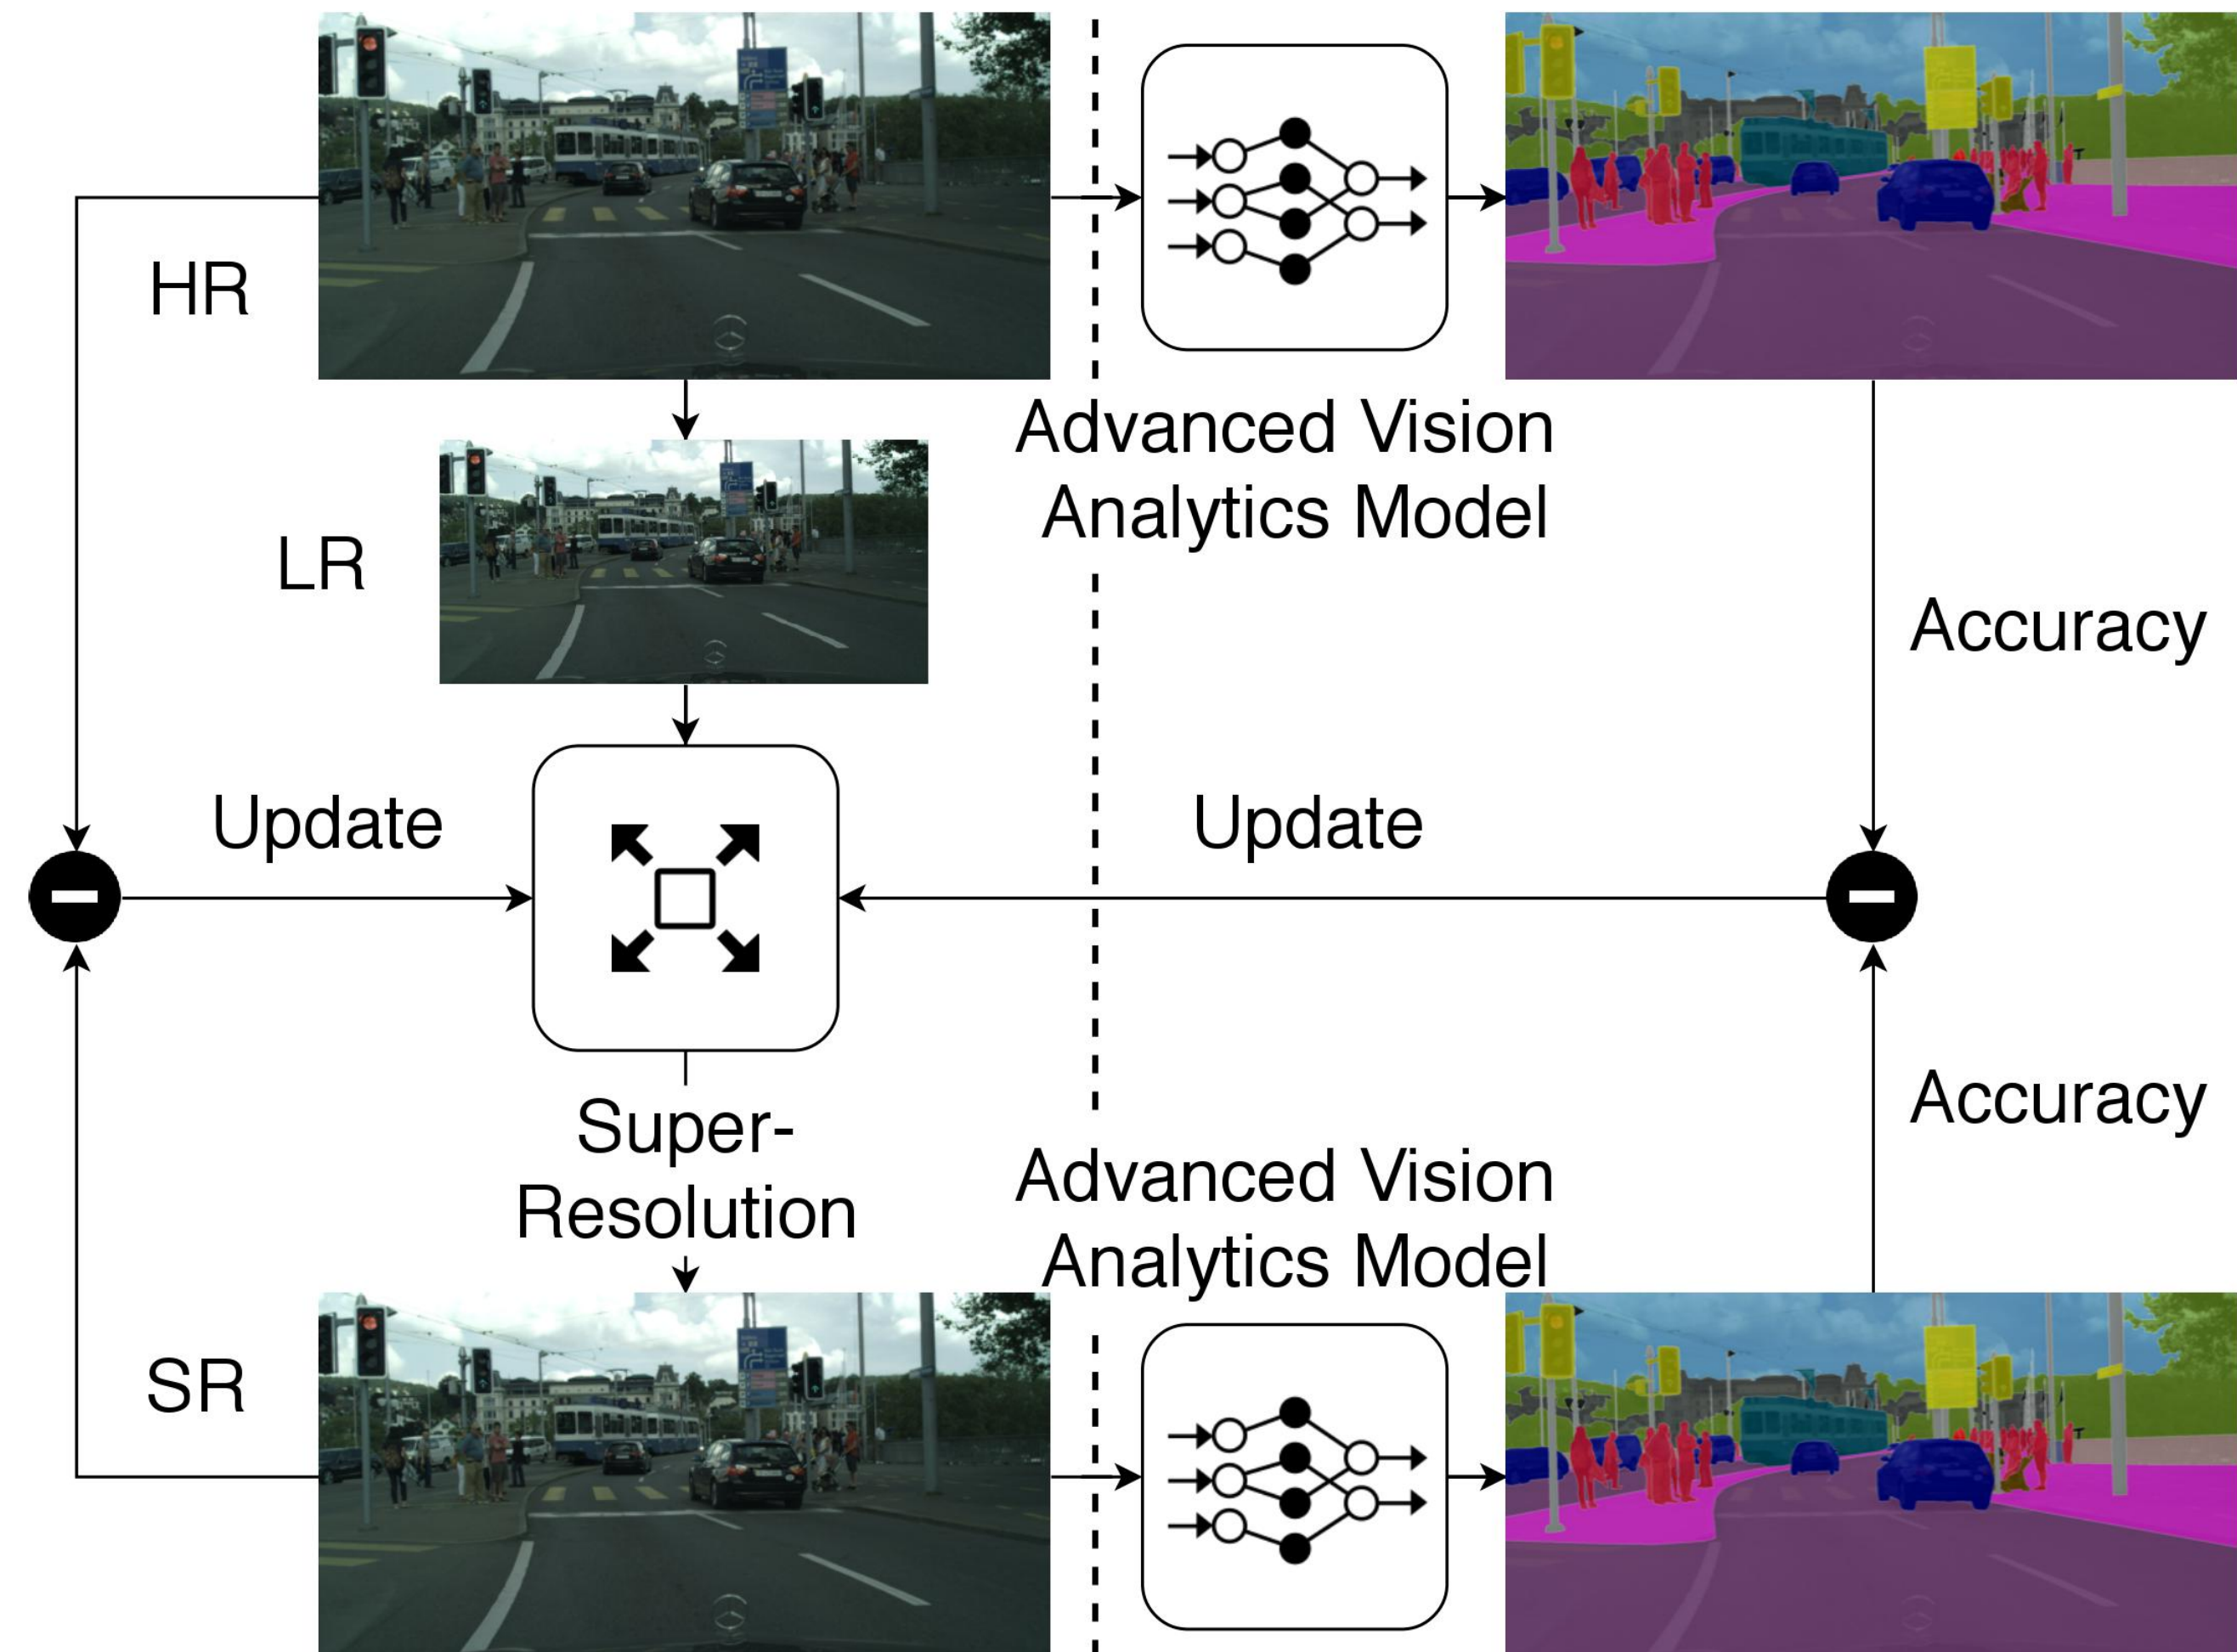 HR
Advanced Vision
Analytics Model
LR
Accuracy
Update
Update
Super-
Resolution
Accuracy
Advanced Vision
Analytics Model
SR